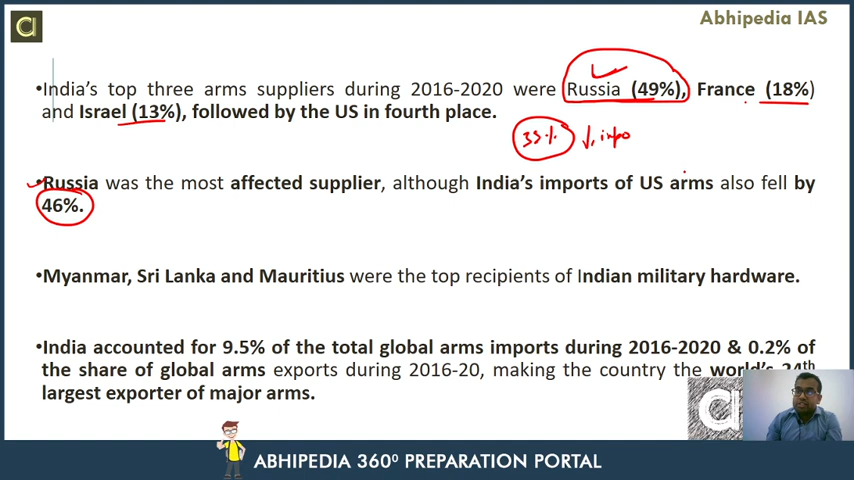 Abhipedia IAS
•India's top three arms suppliers during 2016-2020 were Russia (49%), France (18%)
and Israel (13%), followed by the US in fourth place.
33% ↓ impo
•Russia was the most affected supplier, although India's imports of US arms also fell by
46%.
•Myanmar, Sri Lanka and Mauritius were the top recipients of Indian military hardware.
•India accounted for 9.5% of the total global arms imports during 2016-2020 & 0.2% of
the share of global arms exports during 2016-20, making the country the world's 24th
largest exporter of major arms.
ABHIPEDIA 360⁰ PREPARATION PORTAL